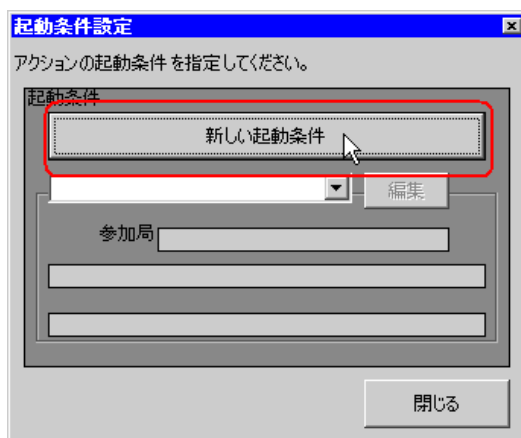 起動条件設定
アクションの起動条件を指定してください。
起動条件
新しい起動条件
編集
参加局
閉じる